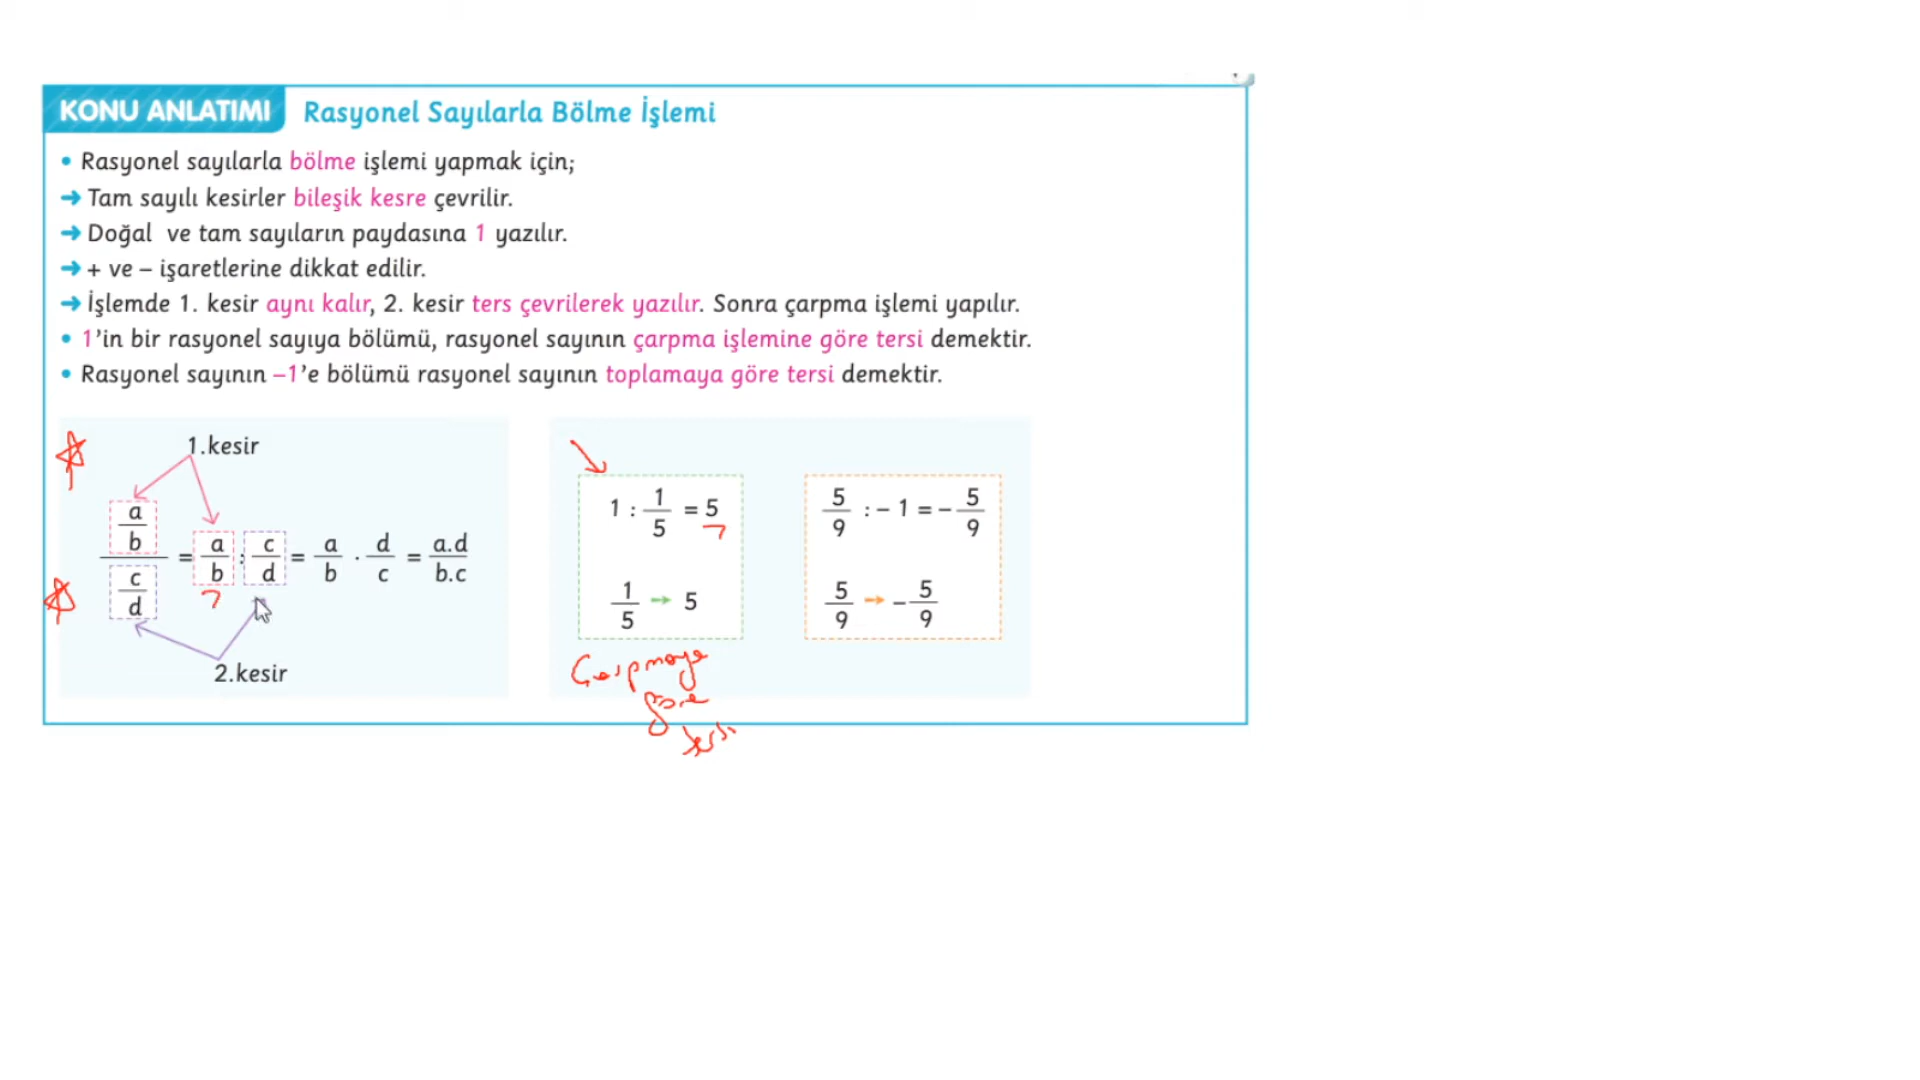 KONU ANLATIMI Rasyonel Sayılarla Bölme İşlemi
• Rasyonel sayılarla bölme işlemi yapmak için;
➜ Tam sayılı kesirler bileşik kesre çevrilir.
➜ Doğal ve tam sayıların paydasına 1 yazılır.
➜ + ve – işaretlerine dikkat edilir.
➜ İşlemde 1. kesir aynı kalır, 2. kesir ters çevrilerek yazılır. Sonra çarpma işlemi yapılır.
• 1'in bir rasyonel sayıya bölümü, rasyonel sayının çarpma işlemine göre tersi demektir.
• Rasyonel sayının –1'e bölümü rasyonel sayının toplamaya göre tersi demektir.
1.kesir
a/b / c/d = a/b : c/d = a/b . d/c = a.d/b.c
2.kesir
1 : 1/5 = 5
1/5 → 5
Çarpmaya
göre
tersi
5/9 : – 1 = – 5/9
5/9 → – 5/9